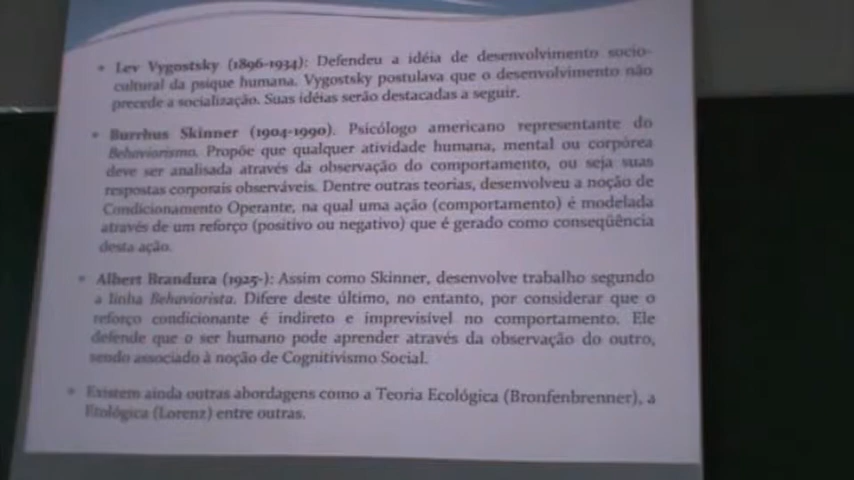 • Lev Vygostsky (1896-1934): Defendeu a idéia de desenvolvimento socio-
cultural da psique humana. Vygostsky postulava que o desenvolvimento não
precede a socialização. Suas idéias serão destacadas a seguir.
• Burrhus Skinner (1904-1990). Psicólogo americano representante do
Behaviorismo. Propõe que qualquer atividade humana, mental ou corpórea
deve ser analisada através da observação do comportamento, ou seja suas
respostas corporais observáveis. Dentre outras teorias, desenvolveu a noção de
Condicionamento Operante, na qual uma ação (comportamento) é modelada
através de um reforço (positivo ou negativo) que é gerado como conseqüência
desta ação.
• Albert Brandura (1925-): Assim como Skinner, desenvolve trabalho segundo
a linha Behaviorista. Difere deste último, no entanto, por considerar que o
reforço condicionante é indireto e imprevisível no comportamento. Ele
defende que o ser humano pode aprender através da observação do outro,
sendo associado à noção de Cognitivismo Social.
• Existem ainda outras abordagens como a Teoria Ecológica (Bronfenbrenner), a
Etológica (Lorenz) entre outras.